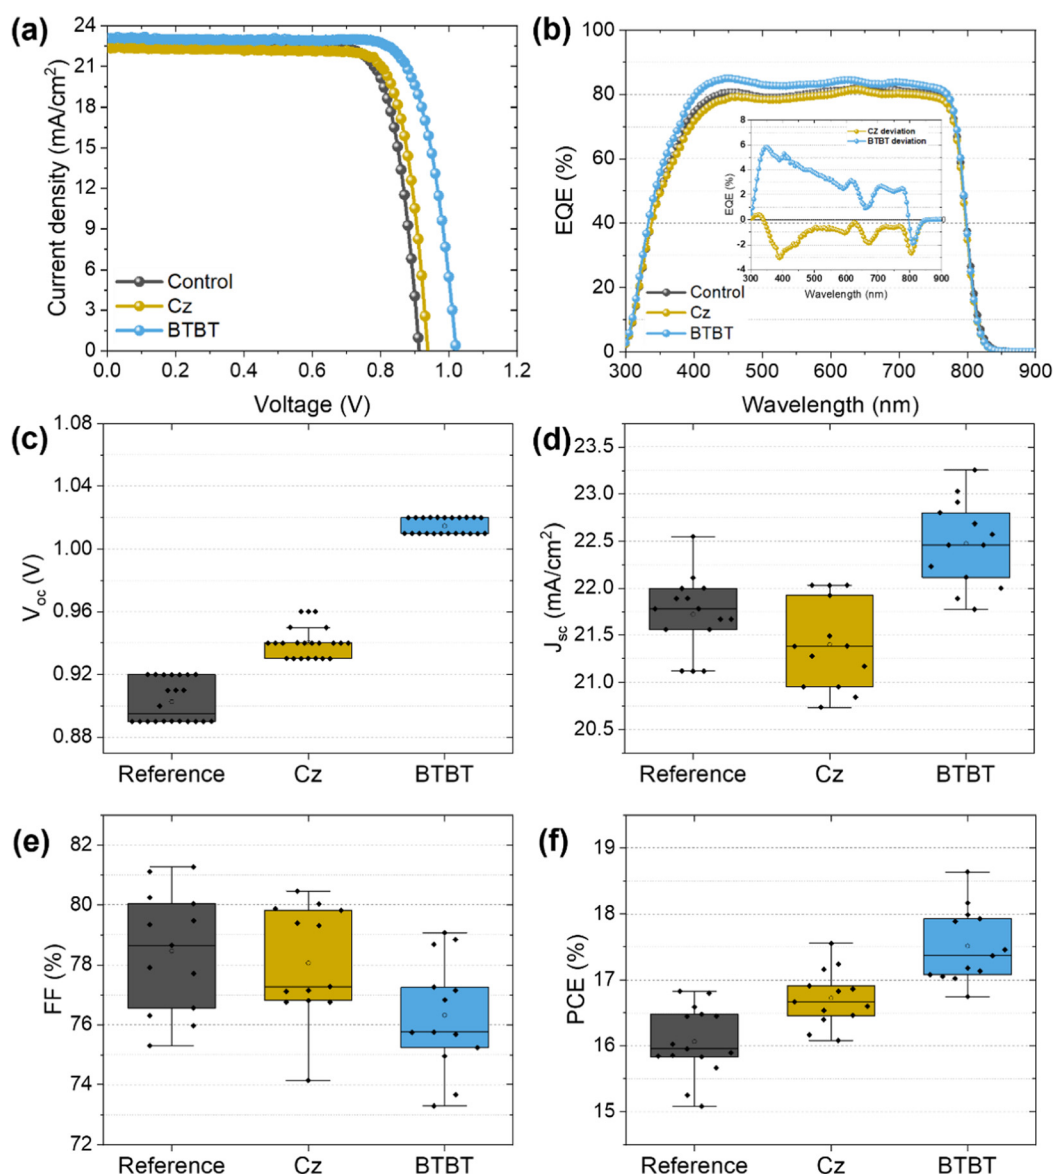 (a)
24
21
18
15
12
9
6
3
0
Current density (mA/cm²)
Control
Cz
BTBT
0.0 0.2 0.4 0.6 0.8 1.0 1.2
Voltage (V)
(b)
100
80
60
40
20
0
EQE (%)
8
6
4
2
0
-2
-4
EQE (%)
CZ deviation
BTBT deviation
300 400 500 600 700 800 900
Wavelength (nm)
Control
Cz
BTBT
300 400 500 600 700 800 900
Wavelength (nm)
(c)
1.08
1.04
1.00
0.96
0.92
0.88
Voc (V)
Reference Cz BTBT
(d)
23.5
23.0
22.5
22.0
21.5
21.0
20.5
Jsc (mA/cm²)
Reference Cz BTBT
(e)
82
80
78
76
74
72
FF (%)
Reference Cz BTBT
(f)
19
18
17
16
15
PCE (%)
Reference Cz BTBT